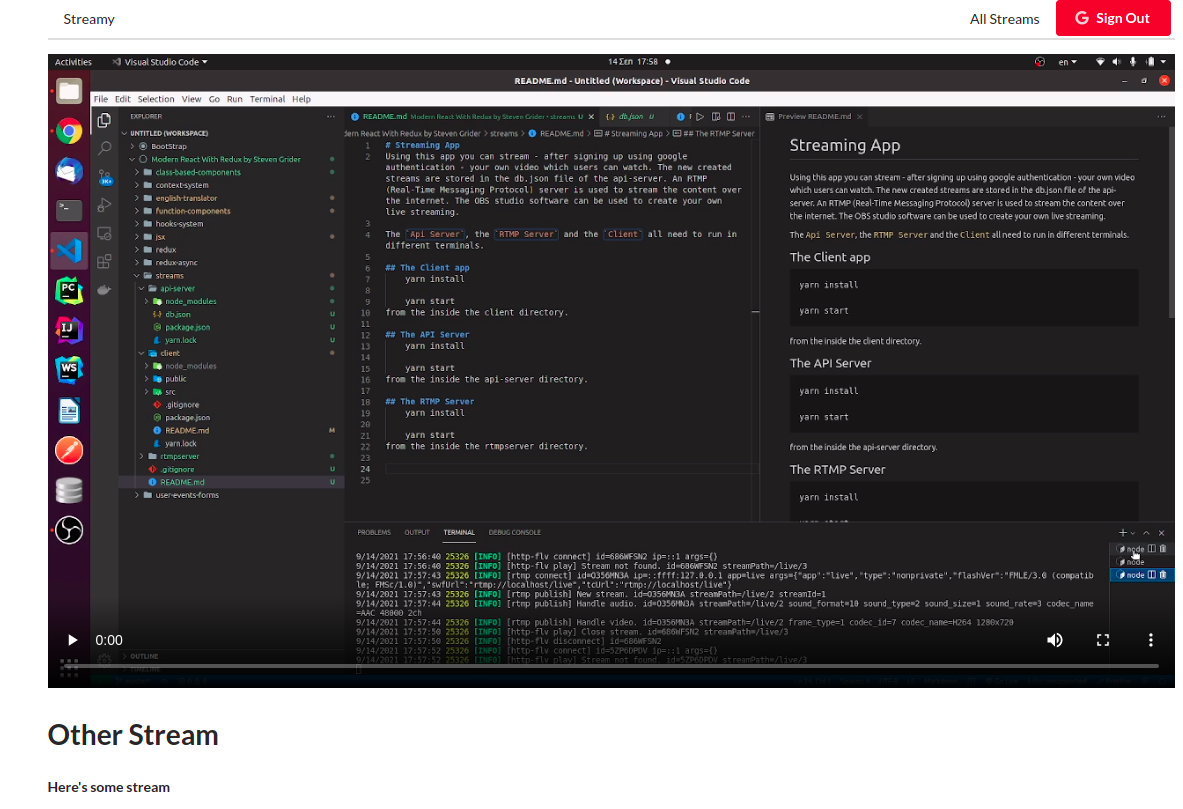 Streamy
All Streams
Sign Out
Activities
Visual Studio Code
14 Σεπ 17:58
en
README.md - Untitled (Workspace) - Visual Studio Code
File Edit Selection View Go Run Terminal Help
EXPLORER
UNTITLED (WORKSPACE)
BootStrap
Modern React With Redux by Steven Grider
class-based-components
context-system
english-translator
function-components
hooks-system
jsx
redux
redux-async
streams
api-server
node_modules
db.json U
package.json U
yarn.lock U
client
node_modules
public
src
.gitignore
package.json
README.md M
yarn.lock
rtmpserver
.gitignore U
README.md U
user-events-forms
OUTLINE
TIMELINE
README.md Modern React With Redux by Steven Grider • streams U
db.json U
dern React With Redux by Steven Grider > streams > README.md > # Streaming App > ## The RTMP Server
1 # Streaming App
2 Using this app you can stream - after signing up using google
authentication - your own video which users can watch. The new created
streams are stored in the db.json file of the api-server. An RTMP
(Real-Time Messaging Protocol) server is used to stream the content over
the internet. The OBS studio software can be used to create your own
live streaming.
3
4 The `Api Server`, the `RTMP Server` and the `Client` all need to run in
different terminals.
5
6 ## The Client app
7 yarn install
8
9 yarn start
10 from the inside the client directory.
11
12 ## The API Server
13 yarn install
14
15 yarn start
16 from the inside the api-server directory.
17
18 ## The RTMP Server
19 yarn install
20
21 yarn start
22 from the inside the rtmpserver directory.
23
24
25
Preview README.md
Streaming App
Using this app you can stream - after signing up using google authentication - your own video
which users can watch. The new created streams are stored in the db.json file of the api-
server. An RTMP (Real-Time Messaging Protocol) server is used to stream the content over
the internet. The OBS studio software can be used to create your own live streaming.
The Api Server, the RTMP Server and the Client all need to run in different terminals.
The Client app
yarn install
yarn start
from the inside the client directory.
The API Server
yarn install
yarn start
from the inside the api-server directory.
The RTMP Server
yarn install
PROBLEMS OUTPUT TERMINAL DEBUG CONSOLE
9/14/2021 17:56:40 25326 [INFO] [http-flv connect] id=686WFSN2 ip=::1 args={}
9/14/2021 17:56:40 25326 [INFO] [http-flv play] Stream not found. id=686WFSN2 streamPath=/live/3
9/14/2021 17:57:43 25326 [INFO] [rtmp connect] id=O356MN3A ip=::ffff:127.0.0.1 app=live args={"app":"live","type":"nonprivate","flashVer":"FMLE/3.0 (compatib
le; FMSc/1.0)","swfUrl":"rtmp://localhost/live","tcUrl":"rtmp://localhost/live"}
9/14/2021 17:57:43 25326 [INFO] [rtmp publish] New stream. id=O356MN3A streamPath=/live/2 streamId=1
9/14/2021 17:57:44 25326 [INFO] [rtmp publish] Handle audio. id=O356MN3A streamPath=/live/2 sound_format=10 sound_type=2 sound_size=1 sound_rate=3 codec_name
=AAC 48000 2ch
9/14/2021 17:57:44 25326 [INFO] [rtmp publish] Handle video. id=O356MN3A streamPath=/live/2 frame_type=1 codec_id=7 codec_name=H264 1280x720
9/14/2021 17:57:50 25326 [INFO] [http-flv play] Close stream. id=686WFSN2 streamPath=/live/3
9/14/2021 17:57:50 25326 [INFO] [http-flv disconnect] id=686WFSN2
9/14/2021 17:57:52 25326 [INFO] [http-flv connect] id=5ZP6DPDV ip=::1 args={}
9/14/2021 17:57:52 25326 [INFO] [http-flv play] Stream not found. id=5ZP6DPDV streamPath=/live/3
node
node
node
0:00
Other Stream
Here's some stream